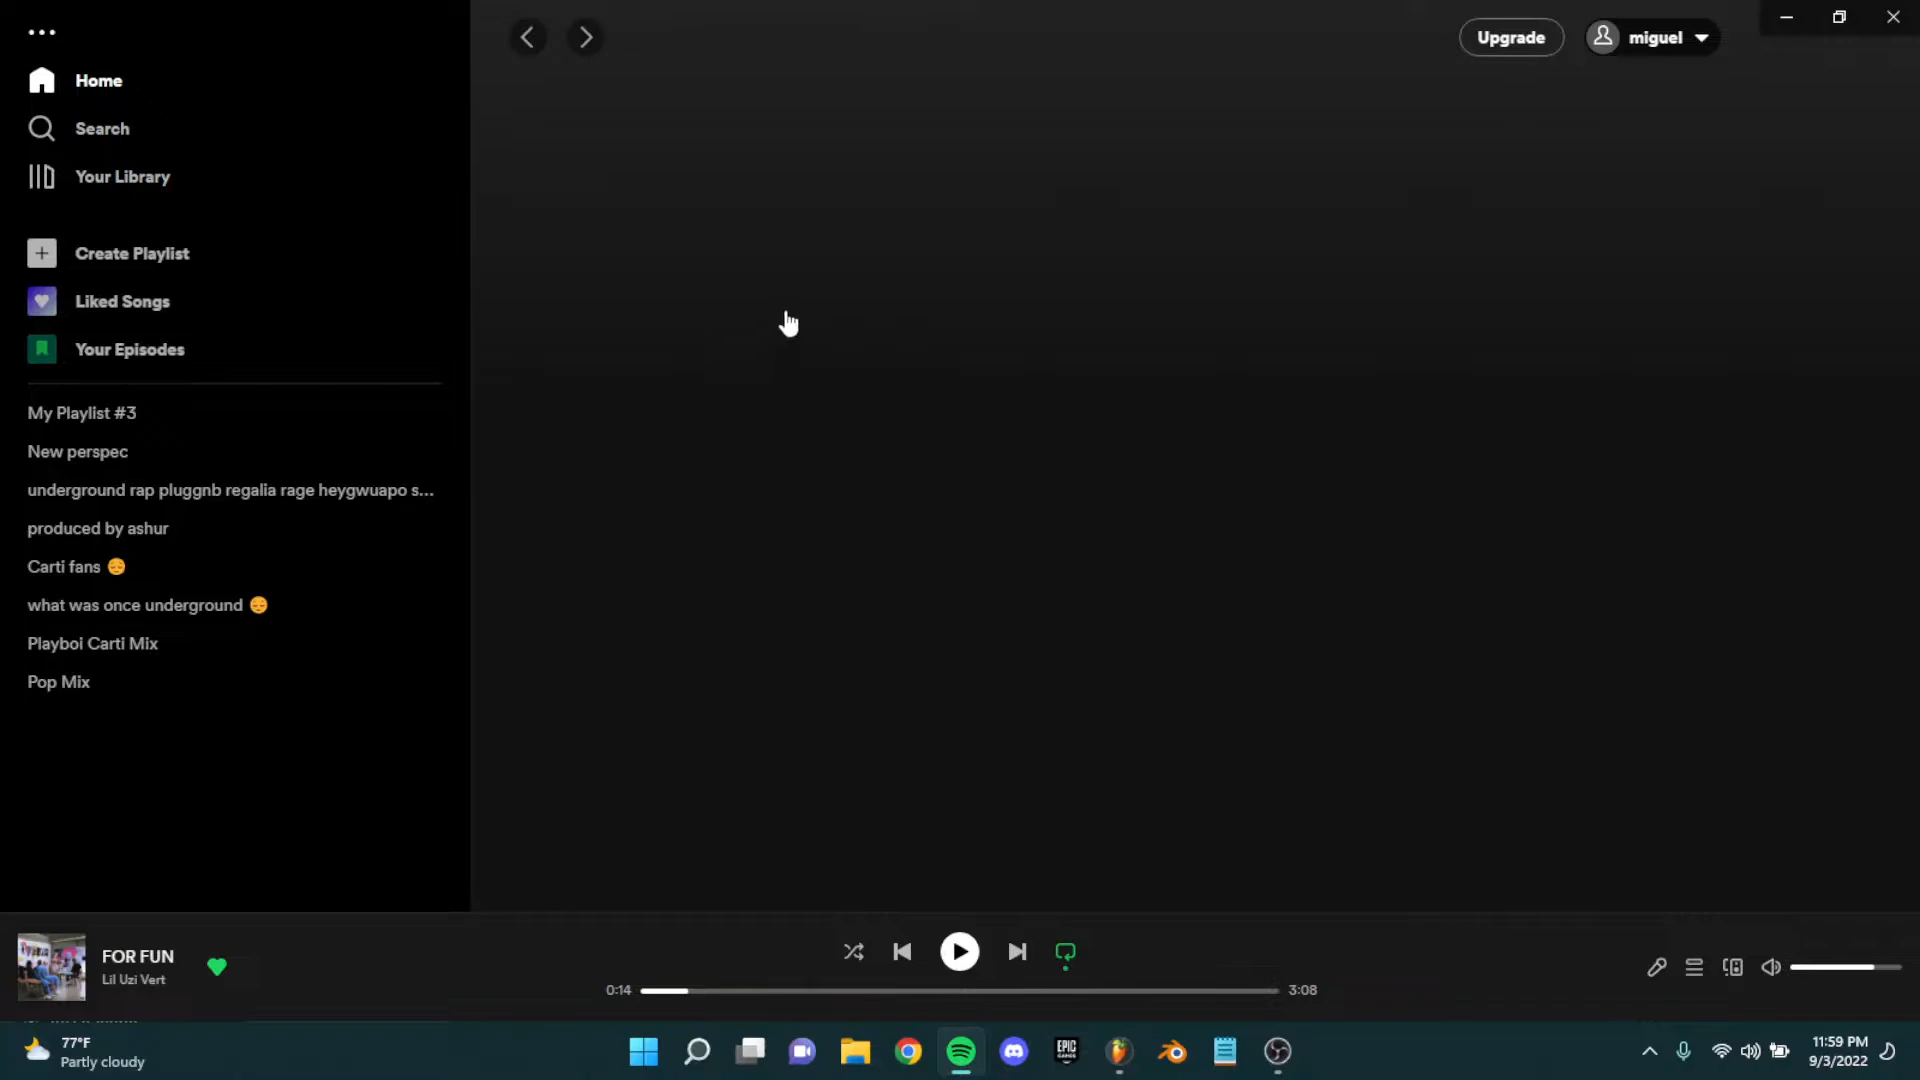 Home
Search
Your Library
Create Playlist
Liked Songs
Your Episodes
My Playlist #3
New perspec
underground rap pluggnb regalia rage heygwuapo s...
produced by ashur
Carti fans 😔
what was once underground 😔
Playboi Carti Mix
Pop Mix
Upgrade
miguel
FOR FUN
Lil Uzi Vert
0:14
3:08
77°F
Partly cloudy
EPIC
GAMES
11:59 PM
9/3/2022